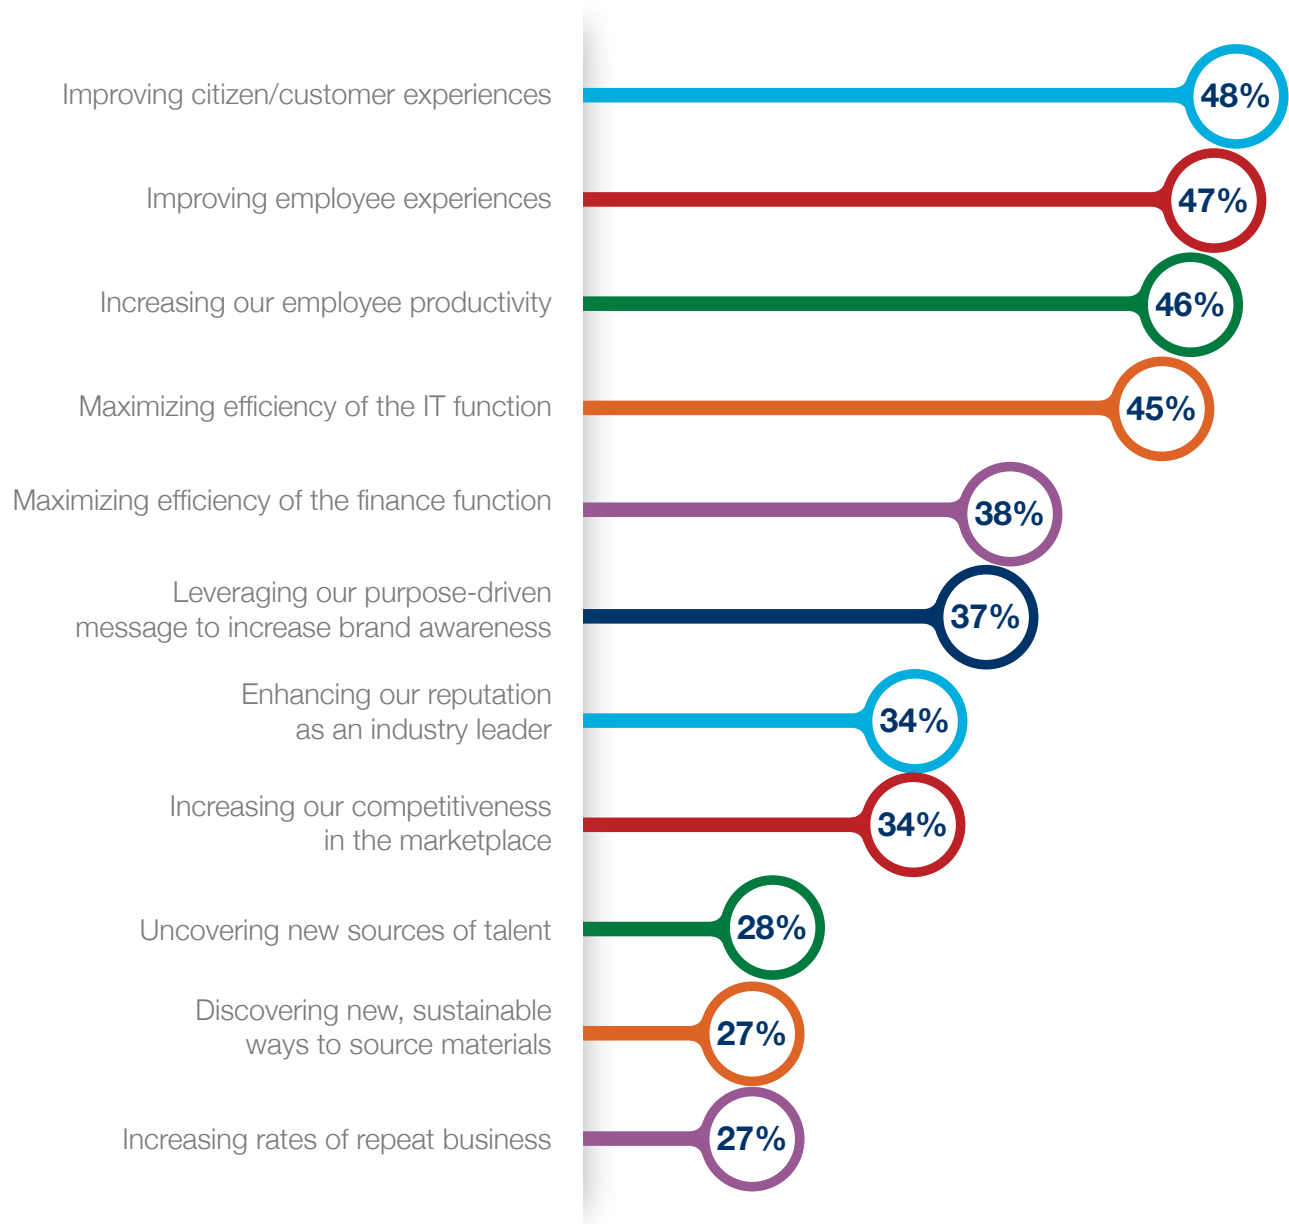 Improving citizen/customer experiences
48%
Improving employee experiences
47%
Increasing our employee productivity
46%
Maximizing efficiency of the IT function
45%
Maximizing efficiency of the finance function
38%
Leveraging our purpose-driven
message to increase brand awareness
37%
Enhancing our reputation
as an industry leader
34%
Increasing our competitiveness
in the marketplace
34%
Uncovering new sources of talent
28%
Discovering new, sustainable
ways to source materials
27%
Increasing rates of repeat business
27%